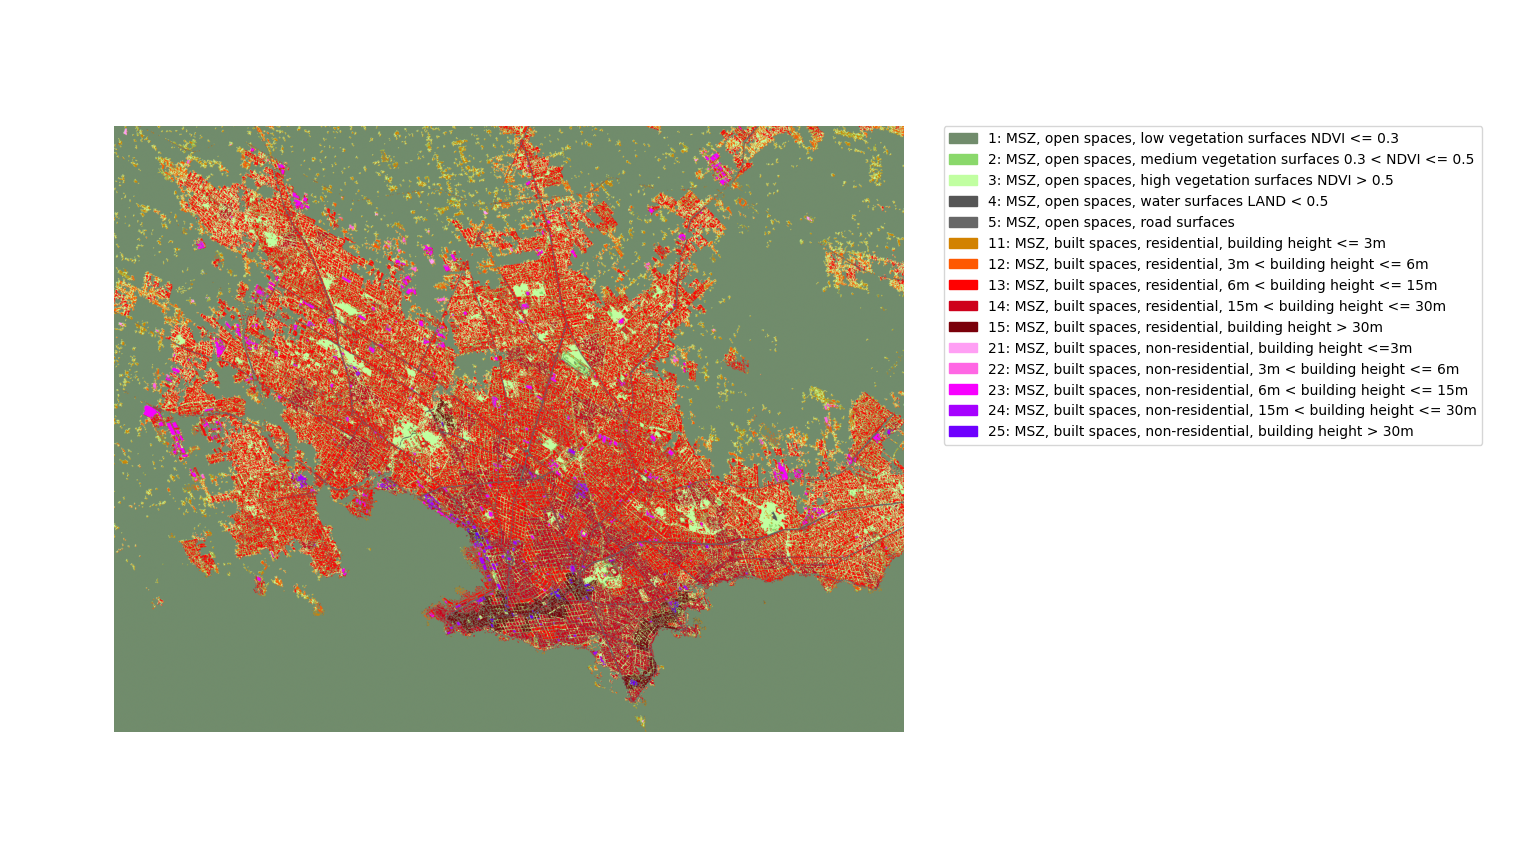 1: MSZ, open spaces, low vegetation surfaces NDVI <= 0.3
2: MSZ, open spaces, medium vegetation surfaces 0.3 < NDVI <= 0.5
3: MSZ, open spaces, high vegetation surfaces NDVI > 0.5
4: MSZ, open spaces, water surfaces LAND < 0.5
5: MSZ, open spaces, road surfaces
11: MSZ, built spaces, residential, building height <= 3m
12: MSZ, built spaces, residential, 3m < building height <= 6m
13: MSZ, built spaces, residential, 6m < building height <= 15m
14: MSZ, built spaces, residential, 15m < building height <= 30m
15: MSZ, built spaces, residential, building height > 30m
21: MSZ, built spaces, non-residential, building height <=3m
22: MSZ, built spaces, non-residential, 3m < building height <= 6m
23: MSZ, built spaces, non-residential, 6m < building height <= 15m
24: MSZ, built spaces, non-residential, 15m < building height <= 30m
25: MSZ, built spaces, non-residential, building height > 30m